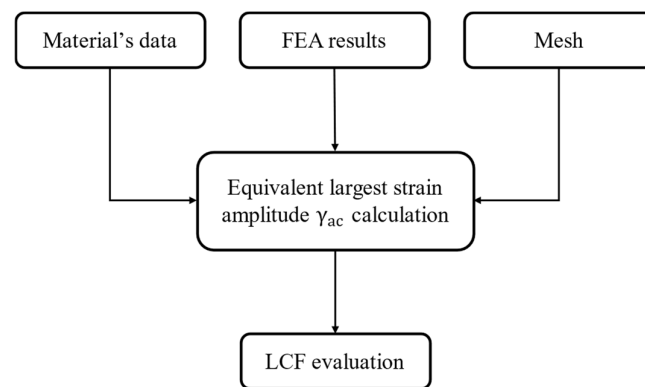 Material's data
FEA results
Mesh
Equivalent largest strain
amplitude γac calculation
LCF evaluation